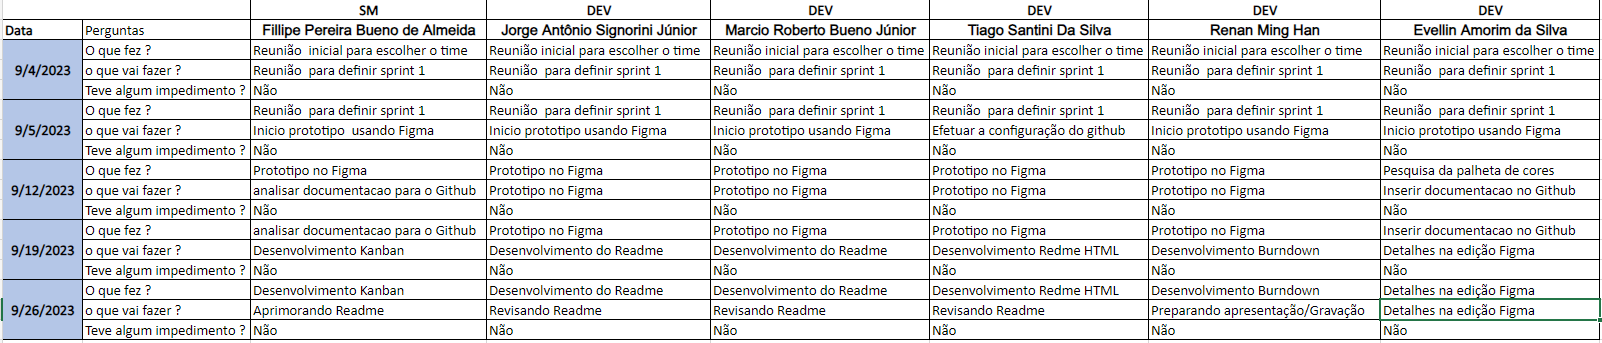 SM DEV DEV DEV DEV DEV
Data Perguntas Fillipe Pereira Bueno de Almeida Jorge Antônio Signorini Júnior Marcio Roberto Bueno Júnior Tiago Santini Da Silva Renan Ming Han Evellin Amorim da Silva
O que fez ? Reunião inicial para escolher o time Reunião inicial para escolher o time Reunião inicial para escolher o time Reunião inicial para escolher o time Reunião inicial para escolher o time Reunião inicial para escolher o time
9/4/2023 o que vai fazer ? Reunião para definir sprint 1 Reunião para definir sprint 1 Reunião para definir sprint 1 Reunião para definir sprint 1 Reunião para definir sprint 1 Reunião para definir sprint 1
Teve algum impedimento ? Não Não Não Não Não Não
O que fez ? Reunião para definir sprint 1 Reunião para definir sprint 1 Reunião para definir sprint 1 Reunião para definir sprint 1 Reunião para definir sprint 1 Reunião para definir sprint 1
9/5/2023 o que vai fazer ? Inicio prototipo usando Figma Inicio prototipo usando Figma Inicio prototipo usando Figma Efetuar a configuração do github Inicio prototipo usando Figma Inicio prototipo usando Figma
Teve algum impedimento ? Não Não Não Não Não Não
O que fez ? Prototipo no Figma Prototipo no Figma Prototipo no Figma Prototipo no Figma Prototipo no Figma Pesquisa da palheta de cores
9/12/2023 o que vai fazer ? analisar documentacao para o Github Prototipo no Figma Prototipo no Figma Prototipo no Figma Prototipo no Figma Inserir documentacao no Github
Teve algum impedimento ? Não Não Não Não Não Não
O que fez ? analisar documentacao para o Github Prototipo no Figma Prototipo no Figma Prototipo no Figma Prototipo no Figma Inserir documentacao no Github
9/19/2023 o que vai fazer ? Desenvolvimento Kanban Desenvolvimento do Readme Desenvolvimento do Readme Desenvolvimento Redme HTML Desenvolvimento Burndown Detalhes na edição Figma
Teve algum impedimento ? Não Não Não Não Não Não
O que fez ? Desenvolvimento Kanban Desenvolvimento do Readme Desenvolvimento do Readme Desenvolvimento Redme HTML Desenvolvimento Burndown Detalhes na edição Figma
9/26/2023 o que vai fazer ? Aprimorando Readme Revisando Readme Revisando Readme Revisando Readme Preparando apresentação/Gravação Detalhes na edição Figma
Teve algum impedimento ? Não Não Não Não Não Não